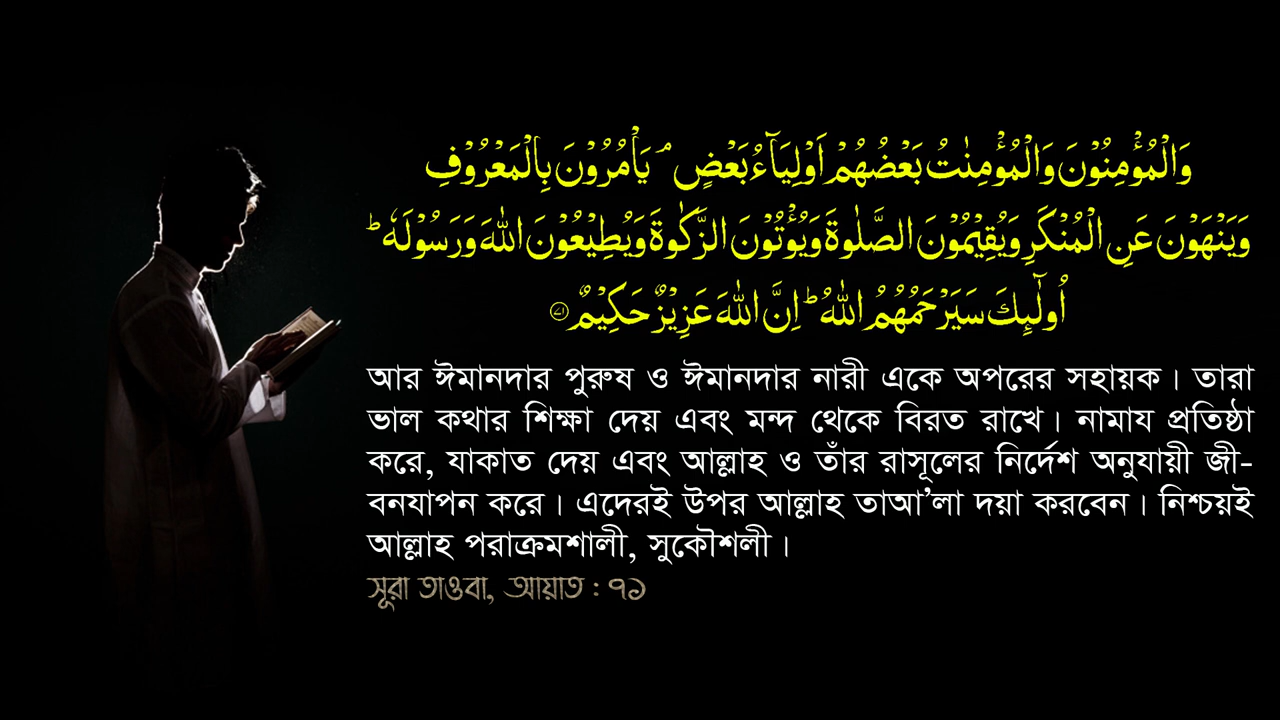 وَالْمُؤْمِنُوْنَ وَالْمُؤْمِنٰتُ بَعْضُهُمْ اَوْلِيَآءُ بَعْضٍ ۘ يَاْمُرُوْنَ بِالْمَعْرُوْفِ
وَيَنْهَوْنَ عَنِ الْمُنْكَرِ وَيُقِيْمُوْنَ الصَّلٰوةَ وَيُؤْتُوْنَ الزَّكٰوةَ وَيُطِيْعُوْنَ اللّٰهَ وَرَسُوْلَهٗ ؕ
اُولٰٓئِكَ سَيَرْحَمُهُمُ اللّٰهُ ؕ اِنَّ اللّٰهَ عَزِيْزٌ حَكِيْمٌ ۝۷۱
আর ঈমানদার পুরুষ ও ঈমানদার নারী একে অপরের সহায়ক। তারা
ভাল কথার শিক্ষা দেয় এবং মন্দ থেকে বিরত রাখে। নামায প্রতিষ্ঠা
করে, যাকাত দেয় এবং আল্লাহ ও তাঁর রাসূলের নির্দেশ অনুযায়ী জী-
বনযাপন করে। এদেরই উপর আল্লাহ তাআ’লা দয়া করবেন। নিশ্চয়ই
আল্লাহ পরাক্রমশালী, সুকৌশলী।
সূরা তাওবা, আয়াত : ৭১